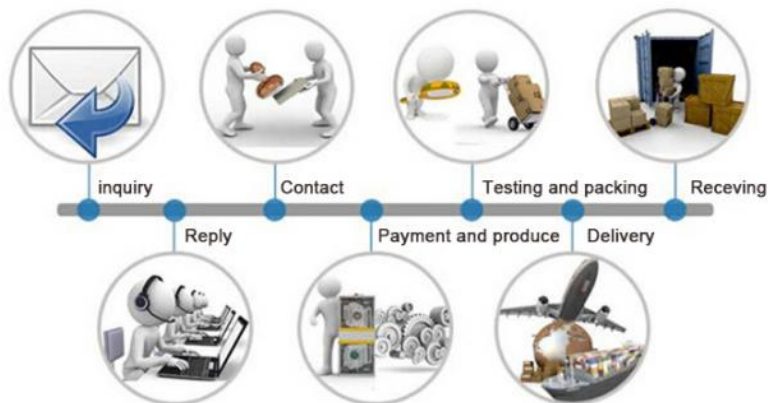 inquiry
Contact
Testing and packing
Receving
Reply
Payment and produce
Delivery